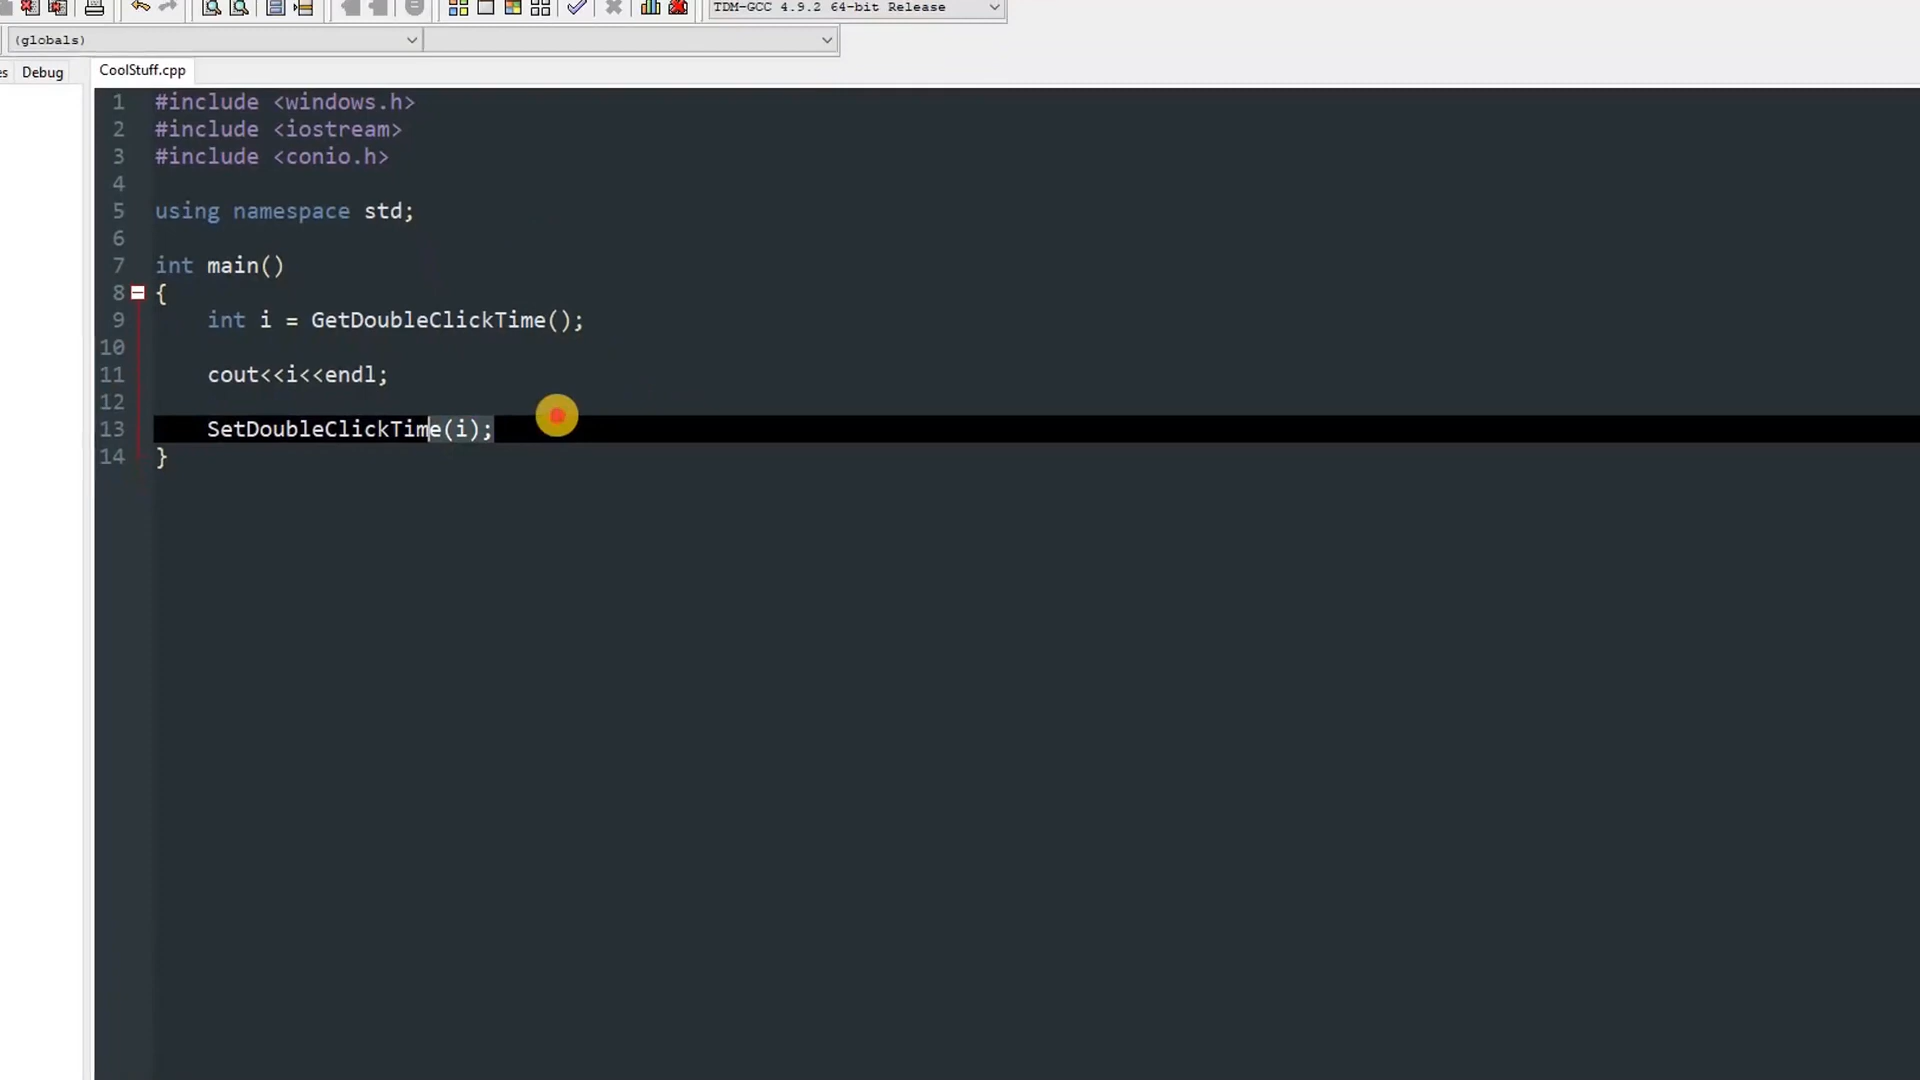 TDM-GCC 4.9.2 64-bit Release
(globals)
es Debug CoolStuff.cpp
1 #include <windows.h>
2 #include <iostream>
3 #include <conio.h>
4
5 using namespace std;
6
7 int main()
8 {
9 int i = GetDoubleClickTime();
10
11 cout<<i<<endl;
12
13 SetDoubleClickTime(i);
14 }